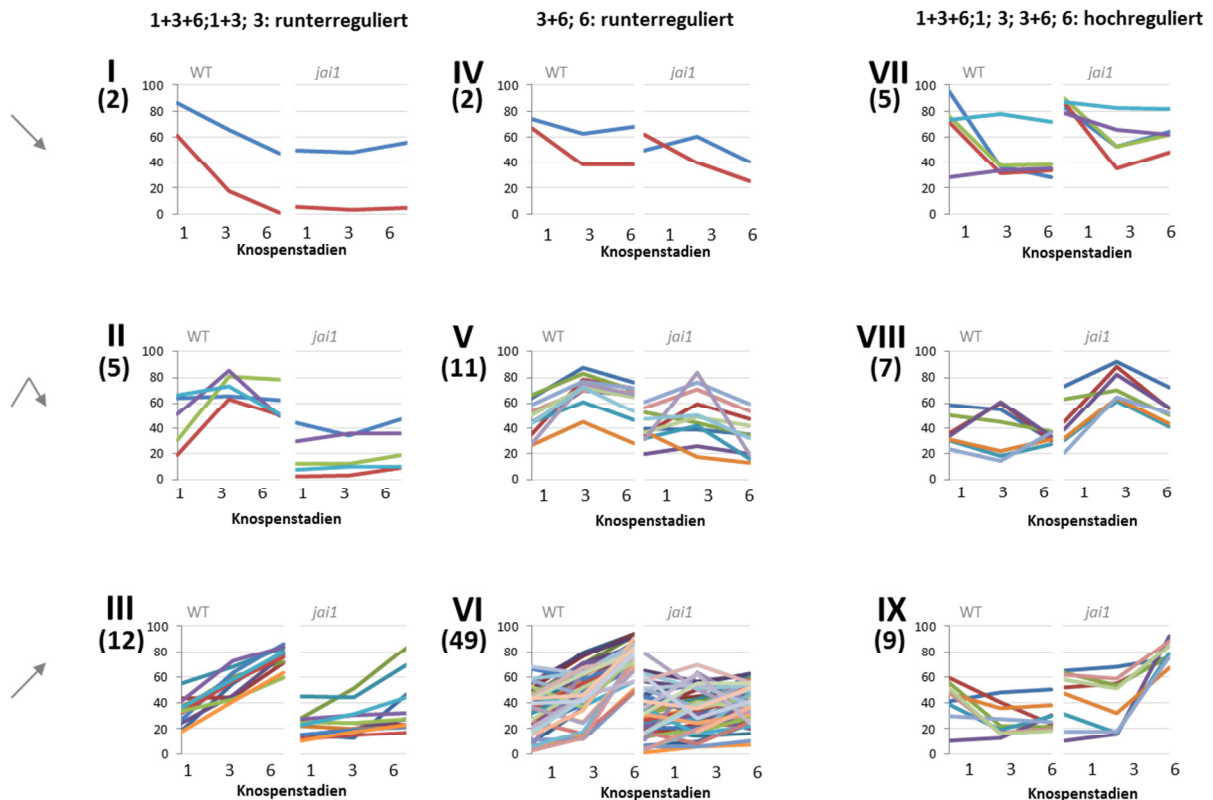 1+3+6;1+3; 3: runterreguliert
3+6; 6: runterreguliert
1+3+6;1; 3; 3+6; 6: hochreguliert
I
(2)
WT
jai1
100
80
60
40
20
0
1 3 6 1 3 6
Knospenstadien
IV
(2)
WT
jai1
100
80
60
40
20
0
1 3 6 1 3 6
Knospenstadien
VII
(5)
WT
jai1
100
80
60
40
20
0
1 3 6 1 3 6
Knospenstadien
II
(5)
WT
jai1
100
80
60
40
20
0
1 3 6 1 3 6
Knospenstadien
V
(11)
WT
jai1
100
80
60
40
20
0
1 3 6 1 3 6
Knospenstadien
VIII
(7)
WT
jai1
100
80
60
40
20
0
1 3 6 1 3 6
Knospenstadien
III
(12)
WT
jai1
100
80
60
40
20
0
1 3 6 1 3 6
Knospenstadien
VI
(49)
WT
jai1
100
80
60
40
20
0
1 3 6 1 3 6
Knospenstadien
IX
(9)
WT
jai1
100
80
60
40
20
0
1 3 6 1 3 6
Knospenstadien